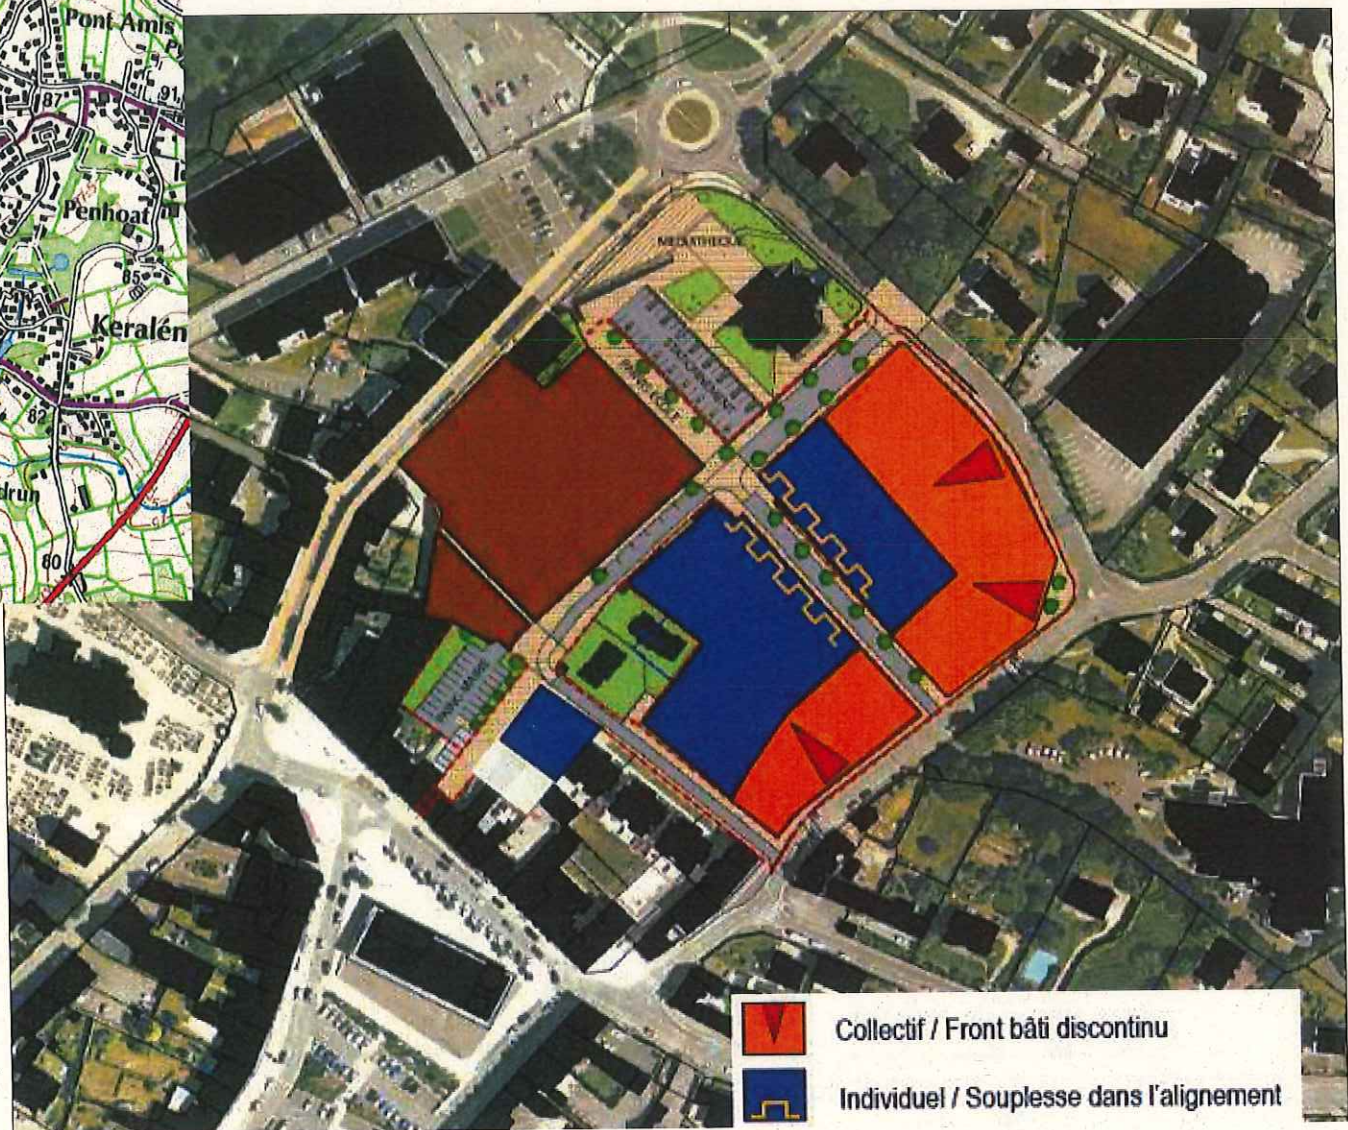 Pont Amis
87
91
Penhoat
85
Keralén
82
drun
80
MEDIATHEQUE
Collectif / Front bâti discontinu
Individuel / Souplesse dans l'alignement